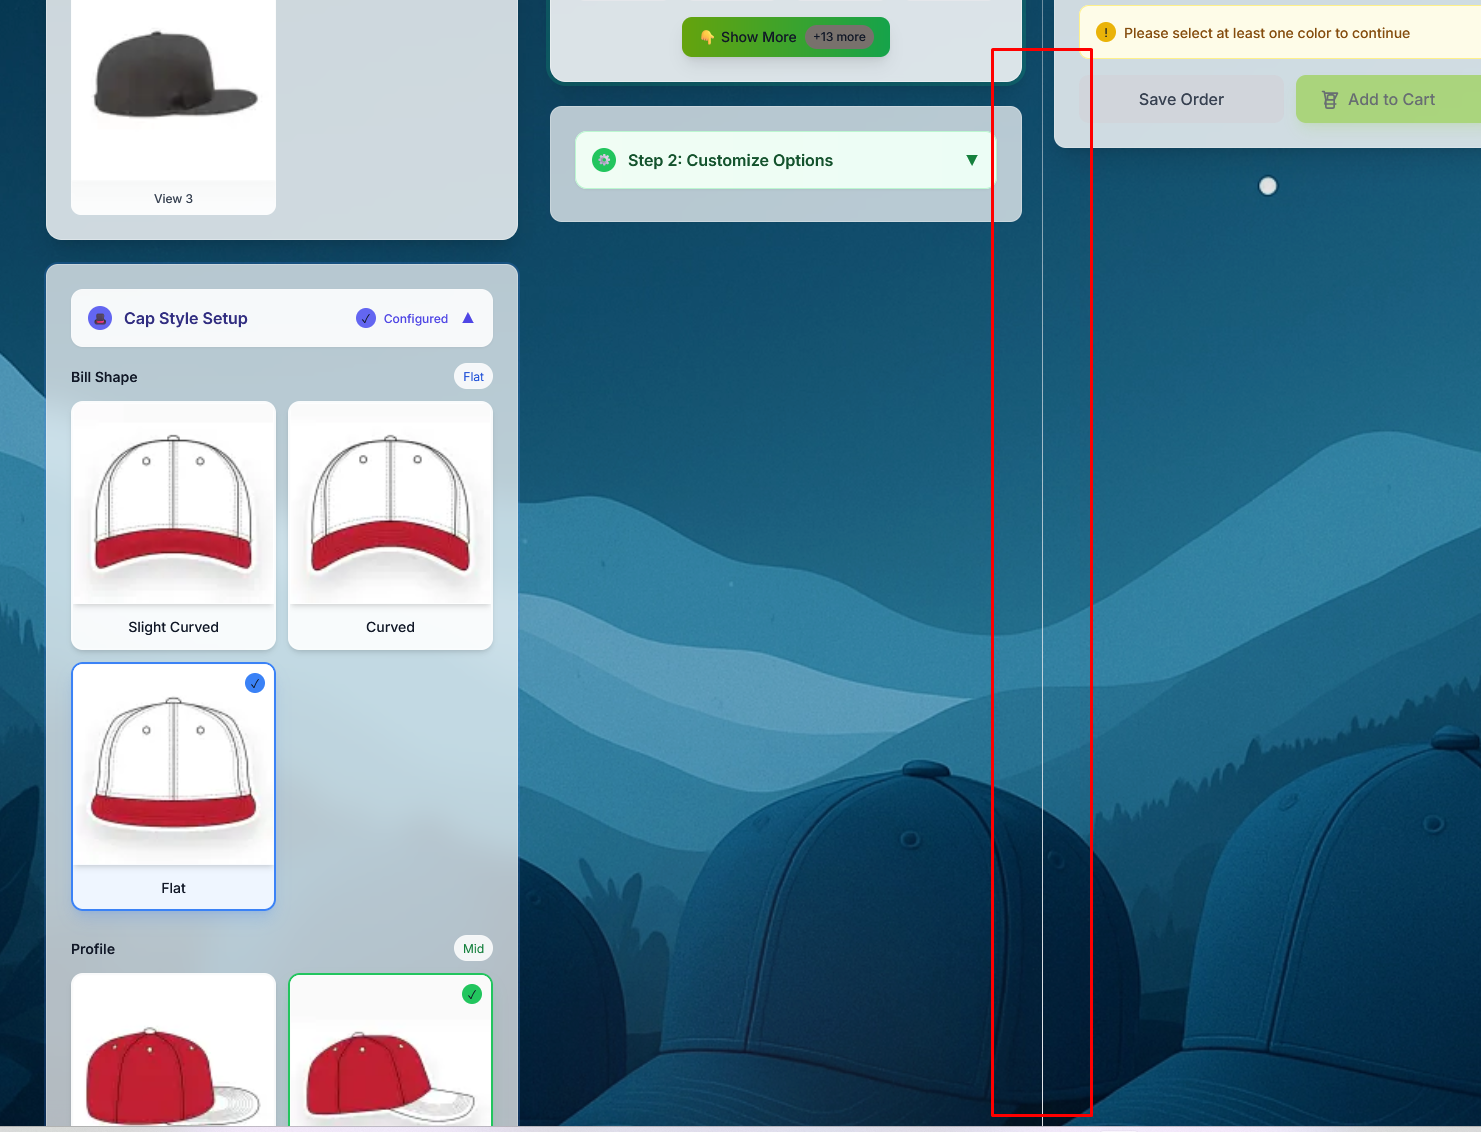 View 3
Cap Style Setup
Configured
Bill Shape
Flat
Slight Curved
Curved
Flat
Profile
Mid
Show More
+13 more
Step 2: Customize Options
Please select at least one color to continue
Save Order
Add to Cart